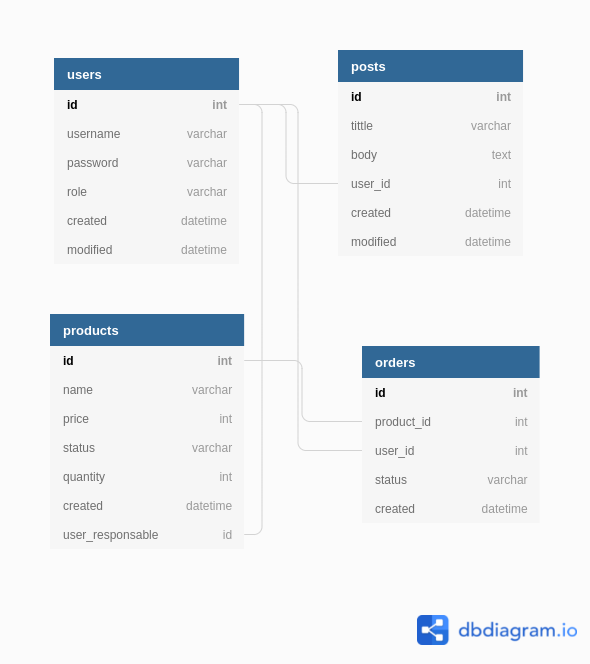 users
id int
username varchar
password varchar
role varchar
created datetime
modified datetime
posts
id int
tittle varchar
body text
user_id int
created datetime
modified datetime
products
id int
name varchar
price int
status varchar
quantity int
created datetime
user_responsable id
orders
id int
product_id int
user_id int
status varchar
created datetime
dbdiagram.io